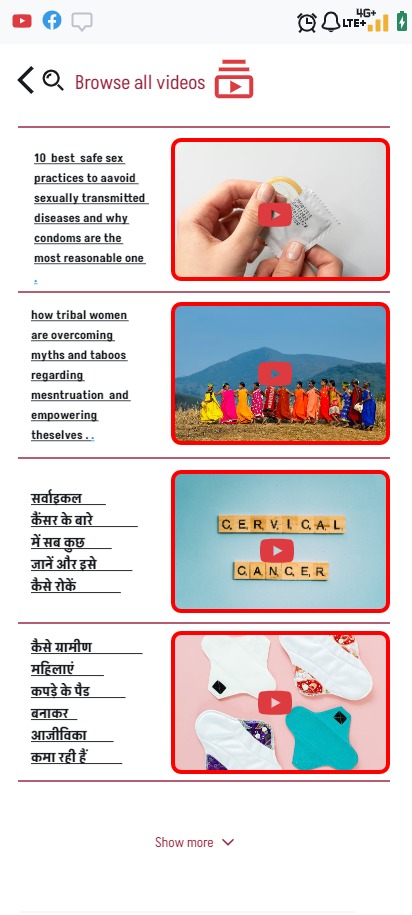 4G+
LTE+
Browse all videos
10 best safe sex
practices to aavoid
sexually transmitted
diseases and why
condoms are the
most reasonable one
.
how tribal women
are overcoming
myths and taboos
regarding
mesntruation and
empowering
theselves . .
CERVICAL
CANCER
सर्वाइकल
कैंसर के बारे
में सब कुछ
जानें और इसे
कैसे रोकें
कैसे ग्रामीण
महिलाएं
कपड़े के पैड
बनाकर
आजीविका
कमा रही हैं
Show more